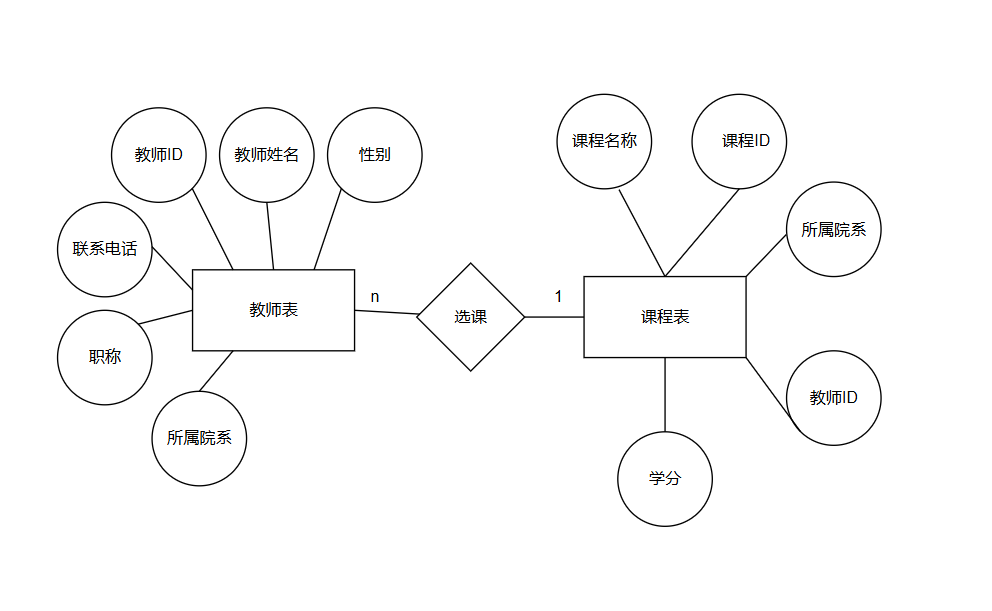 课程名称
课程ID
教师ID
教师姓名
性别
所属院系
联系电话
n
1
教师表
选课
课程表
职称
教师ID
所属院系
学分